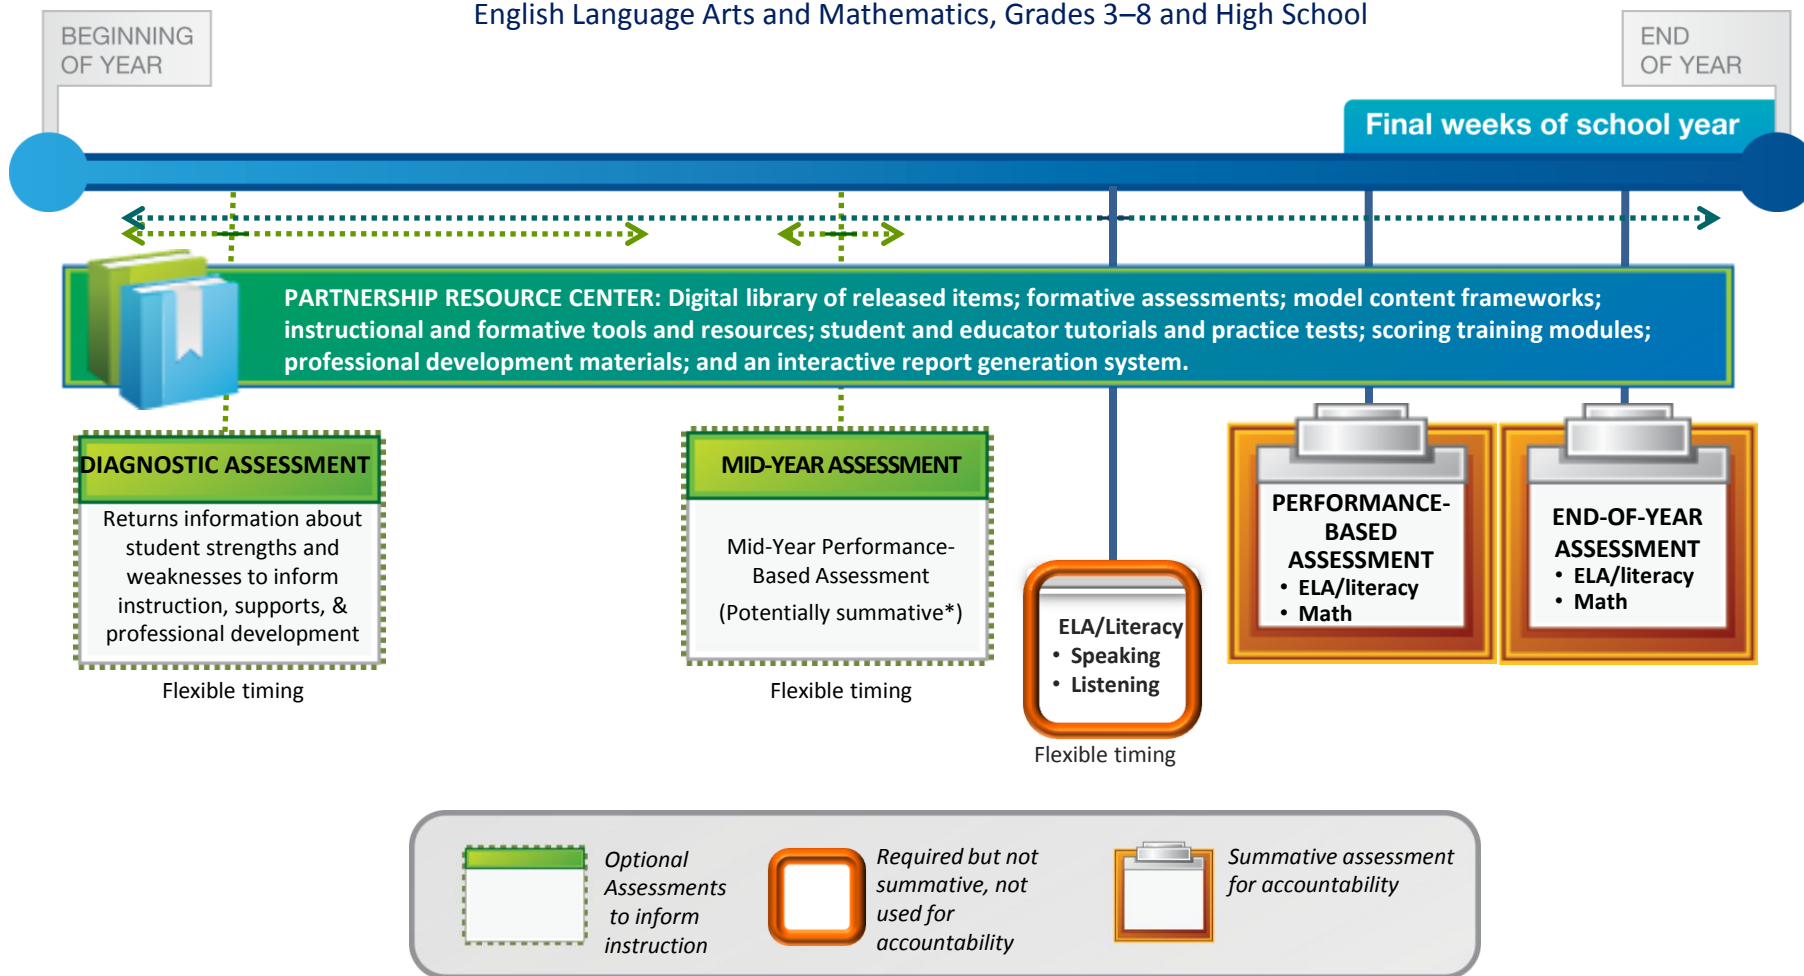 English Language Arts and Mathematics, Grades 3–8 and High School
BEGINNING
OF YEAR
END
OF YEAR
Final weeks of school year
PARTNERSHIP RESOURCE CENTER: Digital library of released items; formative assessments; model content frameworks;
instructional and formative tools and resources; student and educator tutorials and practice tests; scoring training modules;
professional development materials; and an interactive report generation system.
DIAGNOSTIC ASSESSMENT
Returns information about
student strengths and
weaknesses to inform
instruction, supports, &
professional development
Flexible timing
MID-YEAR ASSESSMENT
Mid-Year Performance-
Based Assessment
(Potentially summative*)
Flexible timing
ELA/Literacy
• Speaking
• Listening
Flexible timing
PERFORMANCE-
BASED
ASSESSMENT
• ELA/literacy
• Math
END-OF-YEAR
ASSESSMENT
• ELA/literacy
• Math
Optional
Assessments
to inform
instruction
Required but not
summative, not
used for
accountability
Summative assessment
for accountability